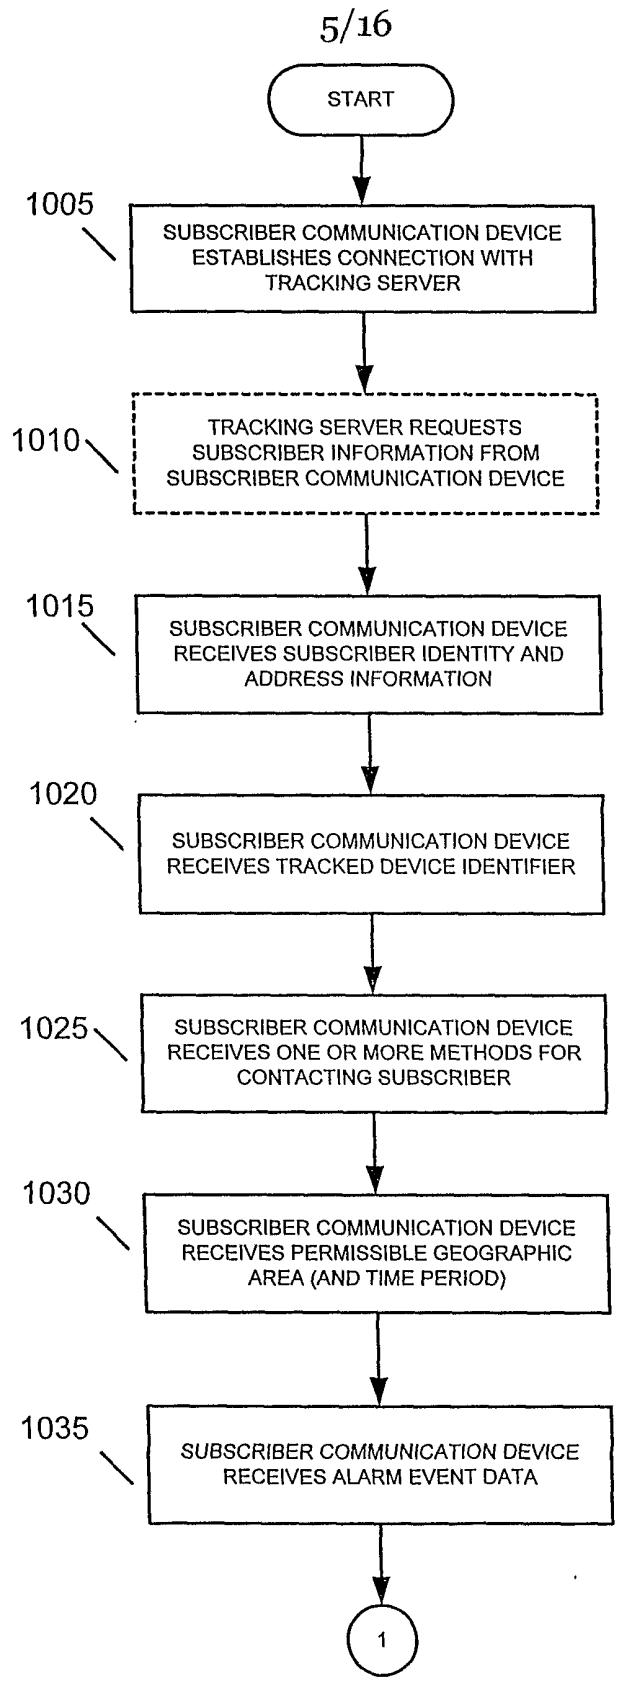 5/16
START
1005
SUBSCRIBER COMMUNICATION DEVICE
ESTABLISHES CONNECTION WITH
TRACKING SERVER
1010
TRACKING SERVER REQUESTS
SUBSCRIBER INFORMATION FROM
SUBSCRIBER COMMUNICATION DEVICE
1015
SUBSCRIBER COMMUNICATION DEVICE
RECEIVES SUBSCRIBER IDENTITY AND
ADDRESS INFORMATION
1020
SUBSCRIBER COMMUNICATION DEVICE
RECEIVES TRACKED DEVICE IDENTIFIER
1025
SUBSCRIBER COMMUNICATION DEVICE
RECEIVES ONE OR MORE METHODS FOR
CONTACTING SUBSCRIBER
1030
SUBSCRIBER COMMUNICATION DEVICE
RECEIVES PERMISSIBLE GEOGRAPHIC
AREA (AND TIME PERIOD)
1035
SUBSCRIBER COMMUNICATION DEVICE
RECEIVES ALARM EVENT DATA
1